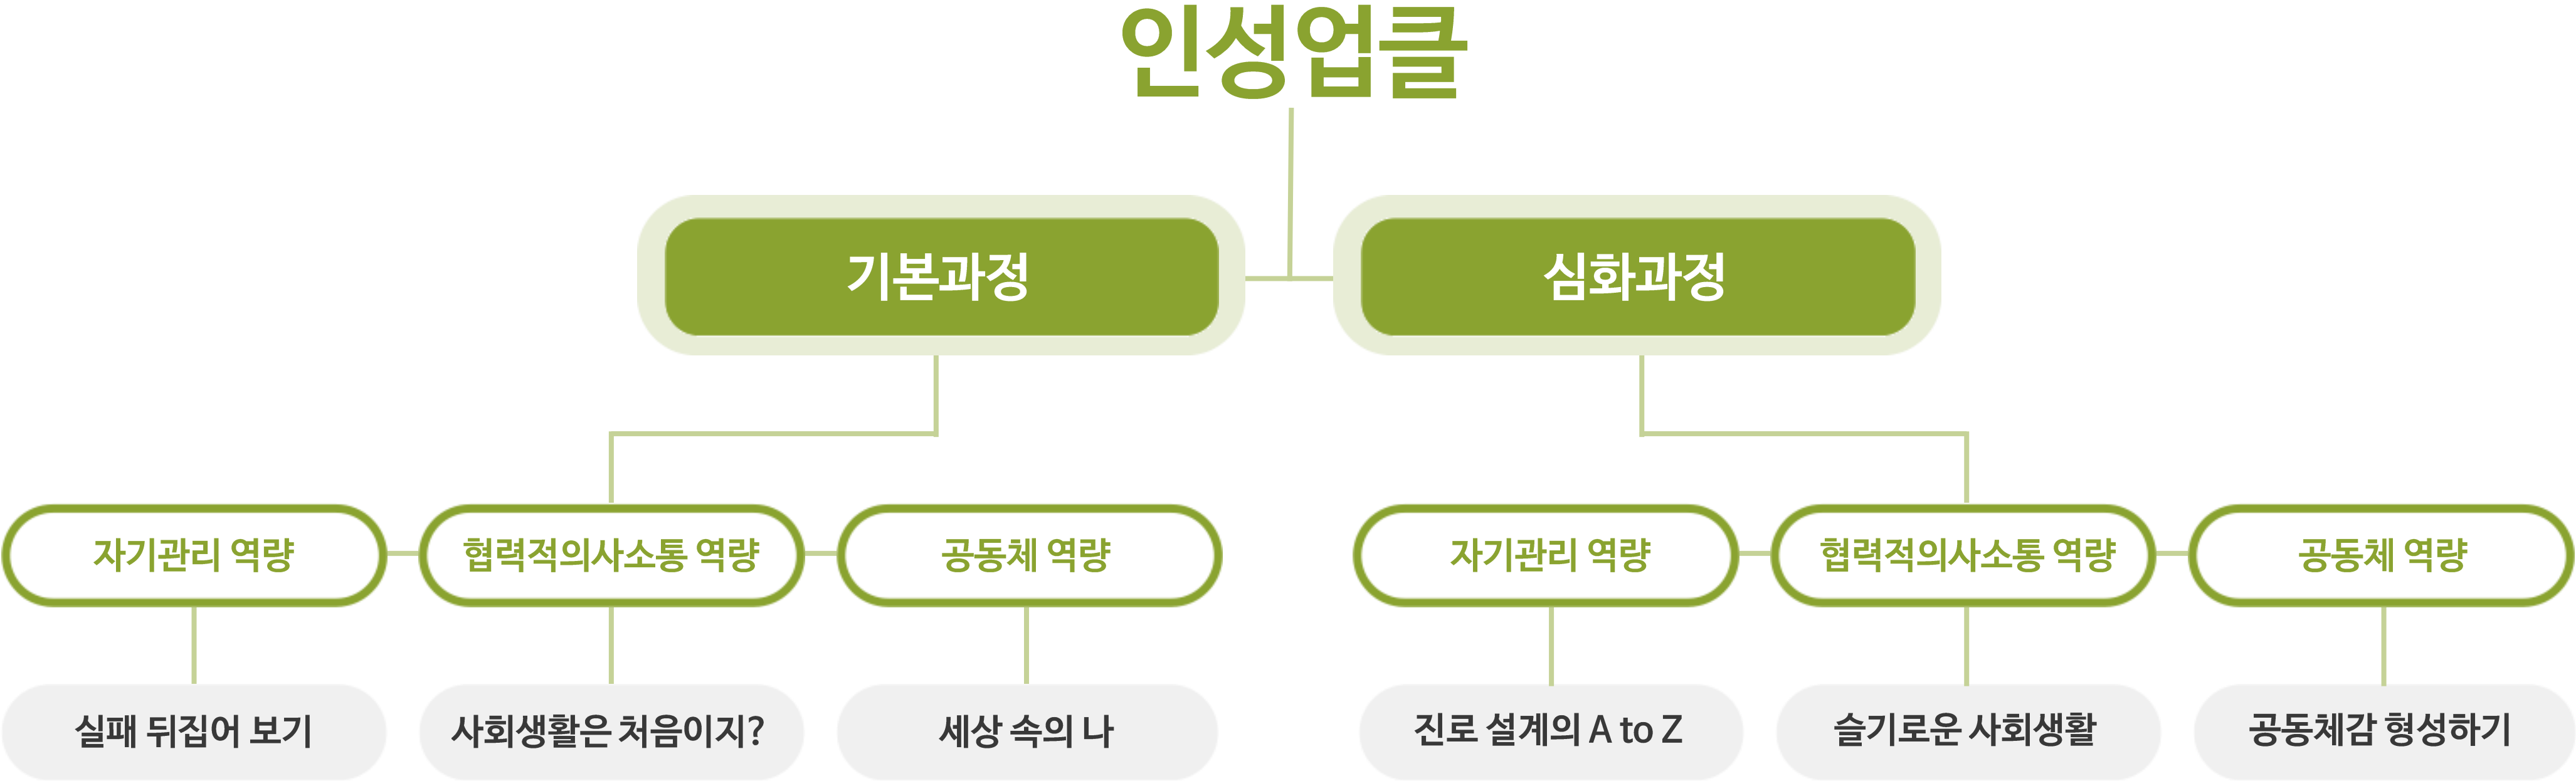 인성업클
기본과정
심화과정
자기관리 역량
협력적의사소통 역량
공동체 역량
자기관리 역량
협력적의사소통 역량
공동체 역량
실패 뒤집어 보기
사회생활은 처음이지?
세상 속의 나
진로 설계의 A to Z
슬기로운 사회생활
공동체감 형성하기